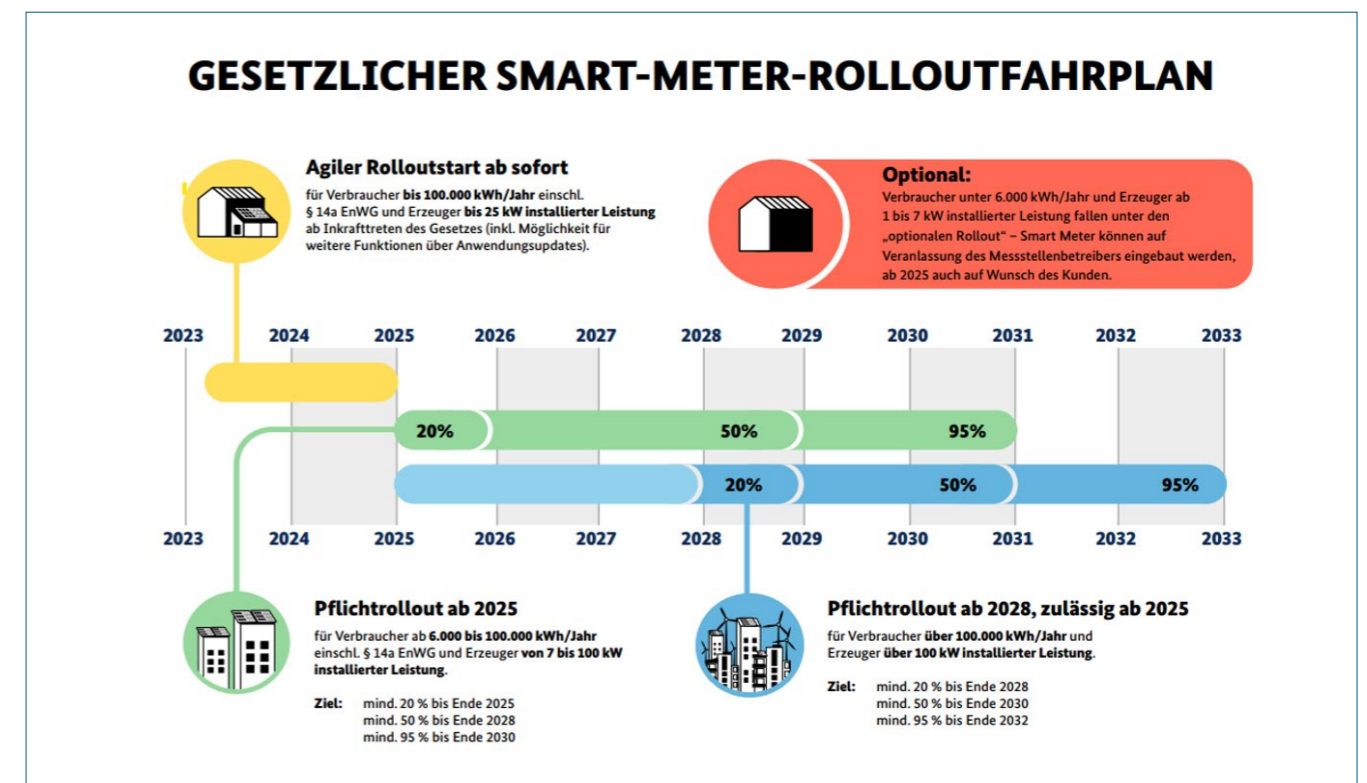 GESETZLICHER SMART-METER-ROLLOUTFAHRPLAN
Agiler Rolloutstart ab sofort
für Verbraucher bis 100.000 kWh/Jahr einschl.
§ 14a EnWG und Erzeuger bis 25 kW installierter Leistung
ab Inkrafttreten des Gesetzes (inkl. Möglichkeit für
weitere Funktionen über Anwendungsupdates).
Optional:
Verbraucher unter 6.000 kWh/Jahr und Erzeuger ab
1 bis 7 kW installierter Leistung fallen unter den
„optionalen Rollout“ – Smart Meter können auf
Veranlassung des Messstellenbetreibers eingebaut werden,
ab 2025 auch auf Wunsch des Kunden.
2023 2024 2025 2026 2027 2028 2029 2030 2031 2032 2033
20% 50% 95%
20% 50% 95%
2023 2024 2025 2026 2027 2028 2029 2030 2031 2032 2033
Pflichtrollout ab 2025
für Verbraucher ab 6.000 bis 100.000 kWh/Jahr
einschl. § 14a EnWG und Erzeuger von 7 bis 100 kW
installierter Leistung.
Ziel: mind. 20 % bis Ende 2025
mind. 50 % bis Ende 2028
mind. 95 % bis Ende 2030
Pflichtrollout ab 2028, zulässig ab 2025
für Verbraucher über 100.000 kWh/Jahr und
Erzeuger über 100 kW installierter Leistung.
Ziel: mind. 20 % bis Ende 2028
mind. 50 % bis Ende 2030
mind. 95 % bis Ende 2032